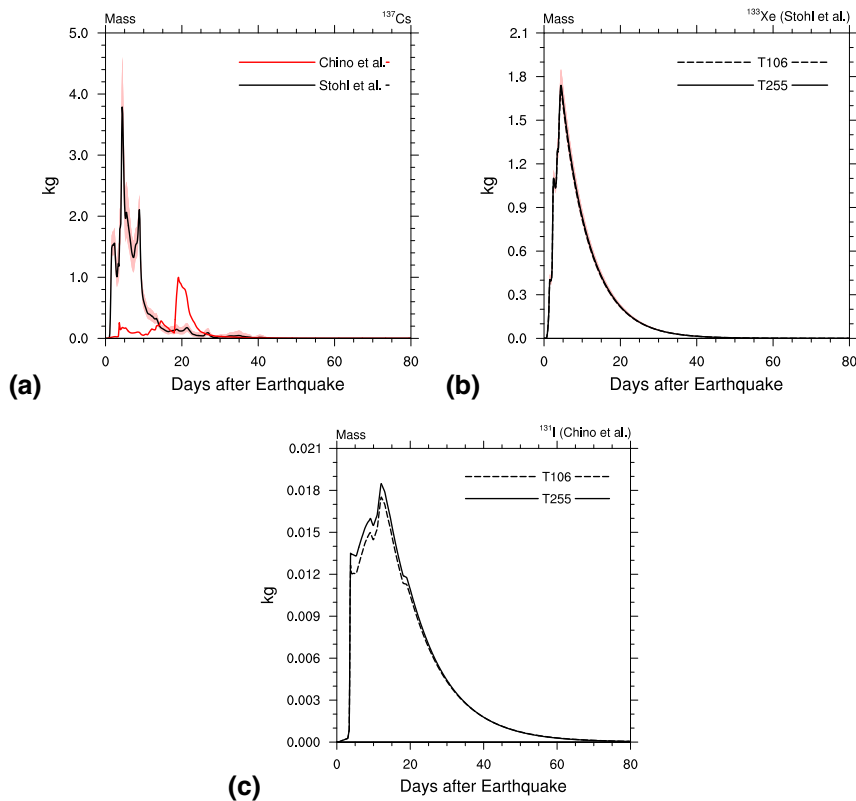 Mass
¹³⁷Cs
5.0
4.0
3.0
2.0
1.0
0.0
kg
Chino et al.
Stohl et al.
0 20 40 60 80
Days after Earthquake
(a)
Mass
¹³³Xe (Stohl et al.)
2.1
1.8
1.5
1.2
0.9
0.6
0.3
0.0
kg
T106
T255
0 20 40 60 80
Days after Earthquake
(b)
Mass
¹³¹I (Chino et al.)
0.021
0.018
0.015
0.012
0.009
0.006
0.003
0.000
kg
T106
T255
0 20 40 60 80
Days after Earthquake
(c)